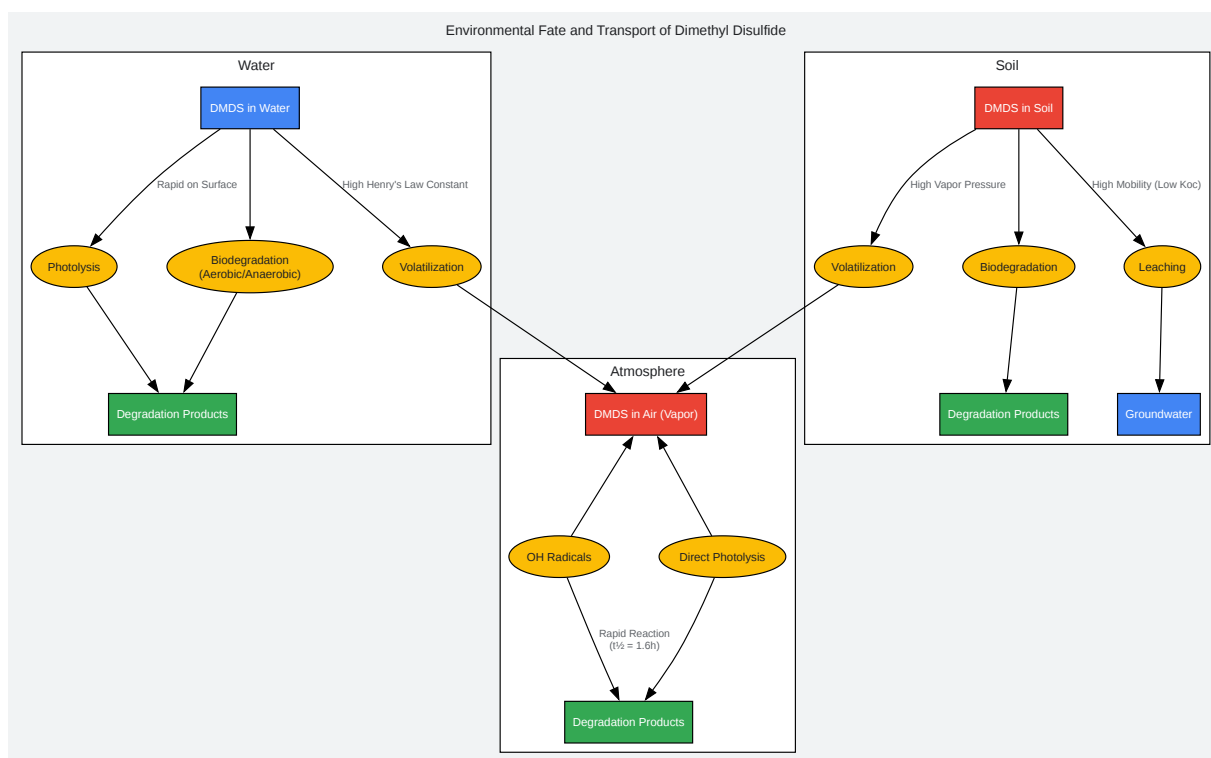 Environmental Fate and Transport of Dimethyl Disulfide
Water
DMDS in Water
Rapid on Surface
High Henry's Law Constant
Photolysis
Biodegradation
(Aerobic/Anaerobic)
Volatilization
Degradation Products
Soil
DMDS in Soil
High Vapor Pressure
High Mobility (Low Koc)
Volatilization
Biodegradation
Leaching
Degradation Products
Groundwater
Atmosphere
DMDS in Air (Vapor)
OH Radicals
Direct Photolysis
Rapid Reaction
(t½ = 1.6h)
Degradation Products